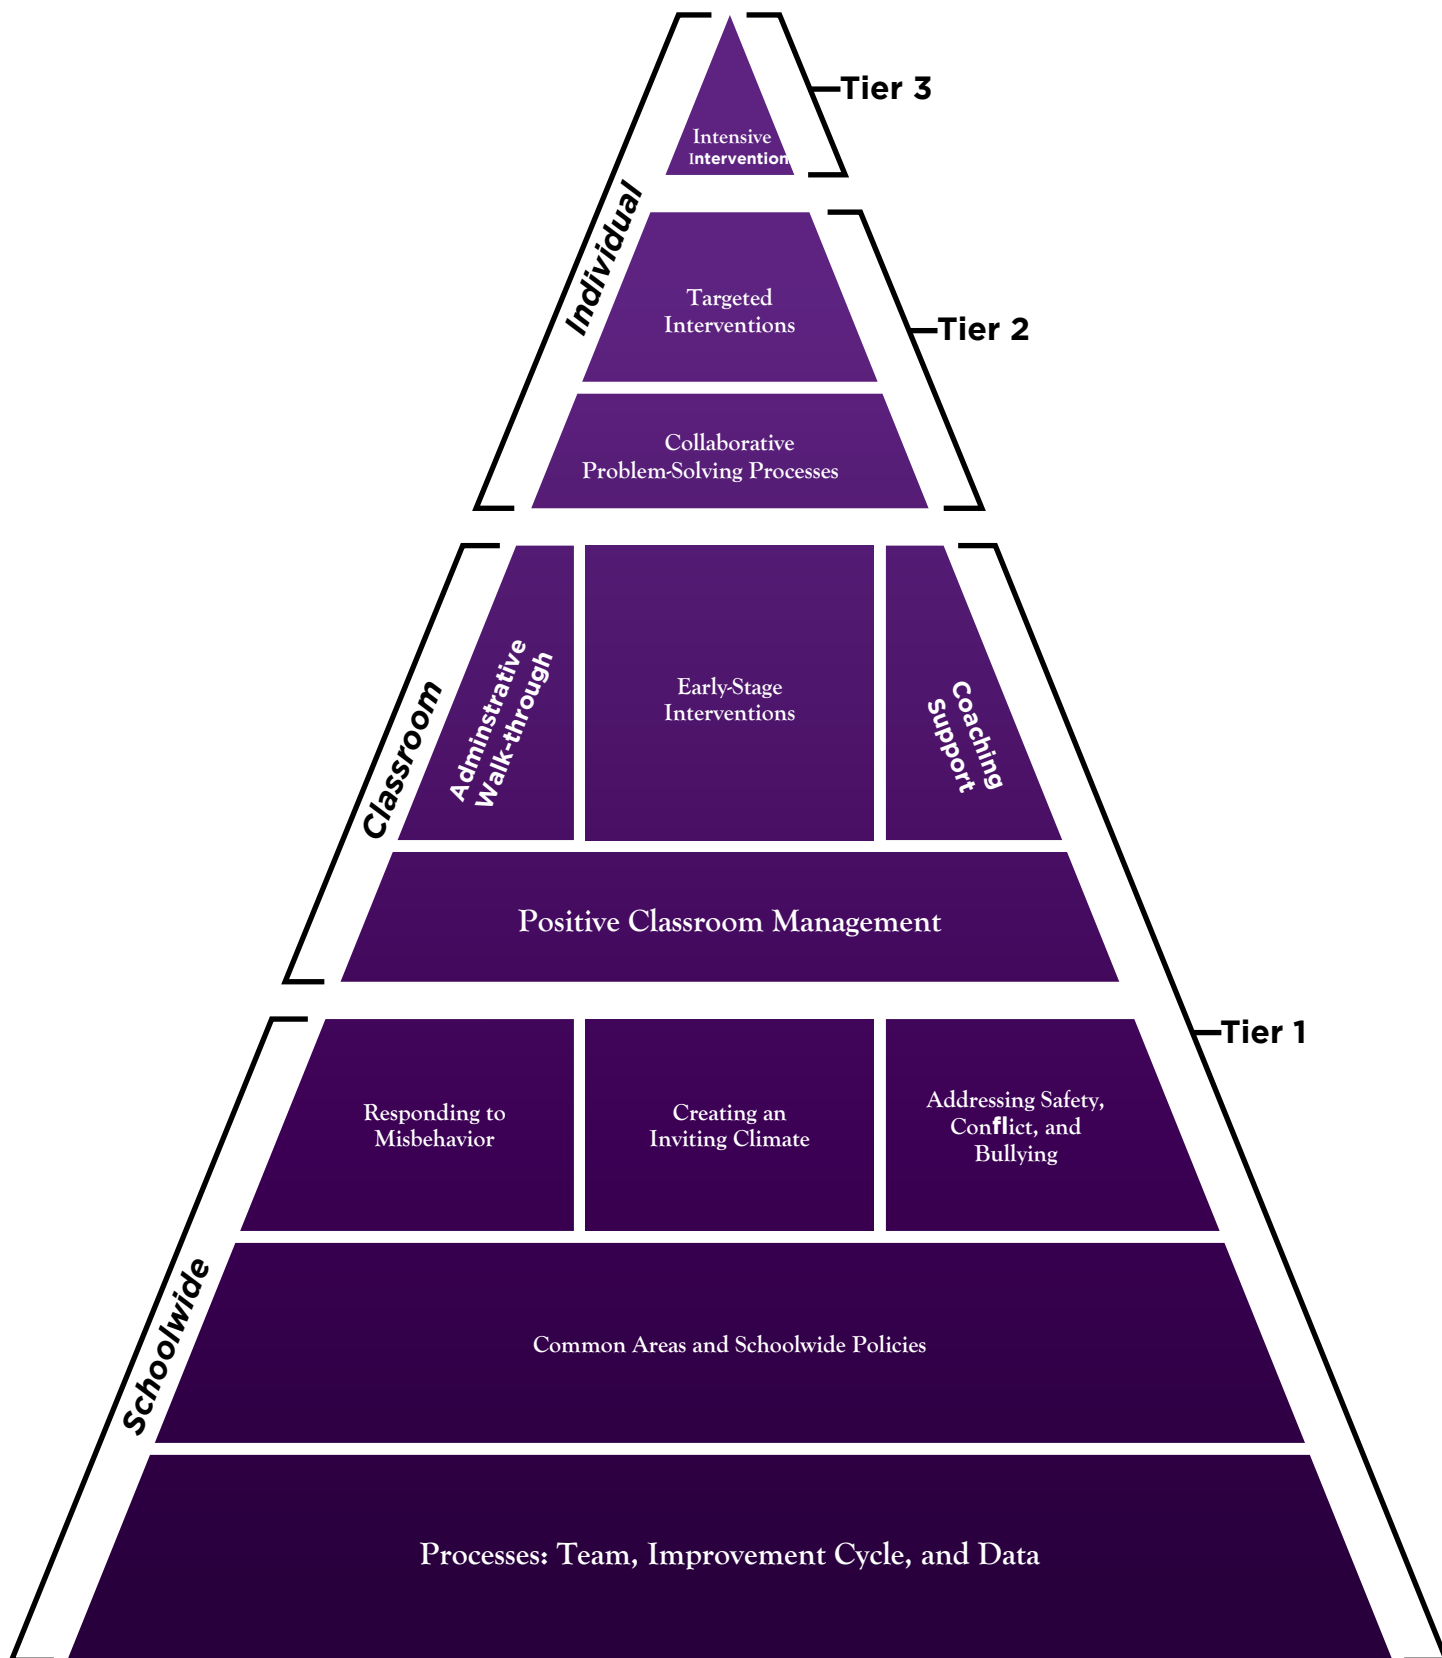 Tier 3
Intensive
Intervention
Individual
Targeted
Interventions
Tier 2
Collaborative
Problem-Solving Processes
Adminstrative
Walk-through
Early-Stage
Interventions
Coaching
Support
Classroom
Positive Classroom Management
Tier 1
Responding to
Misbehavior
Creating an
Inviting Climate
Addressing Safety,
Conflict, and
Bullying
Schoolwide
Common Areas and Schoolwide Policies
Processes: Team, Improvement Cycle, and Data